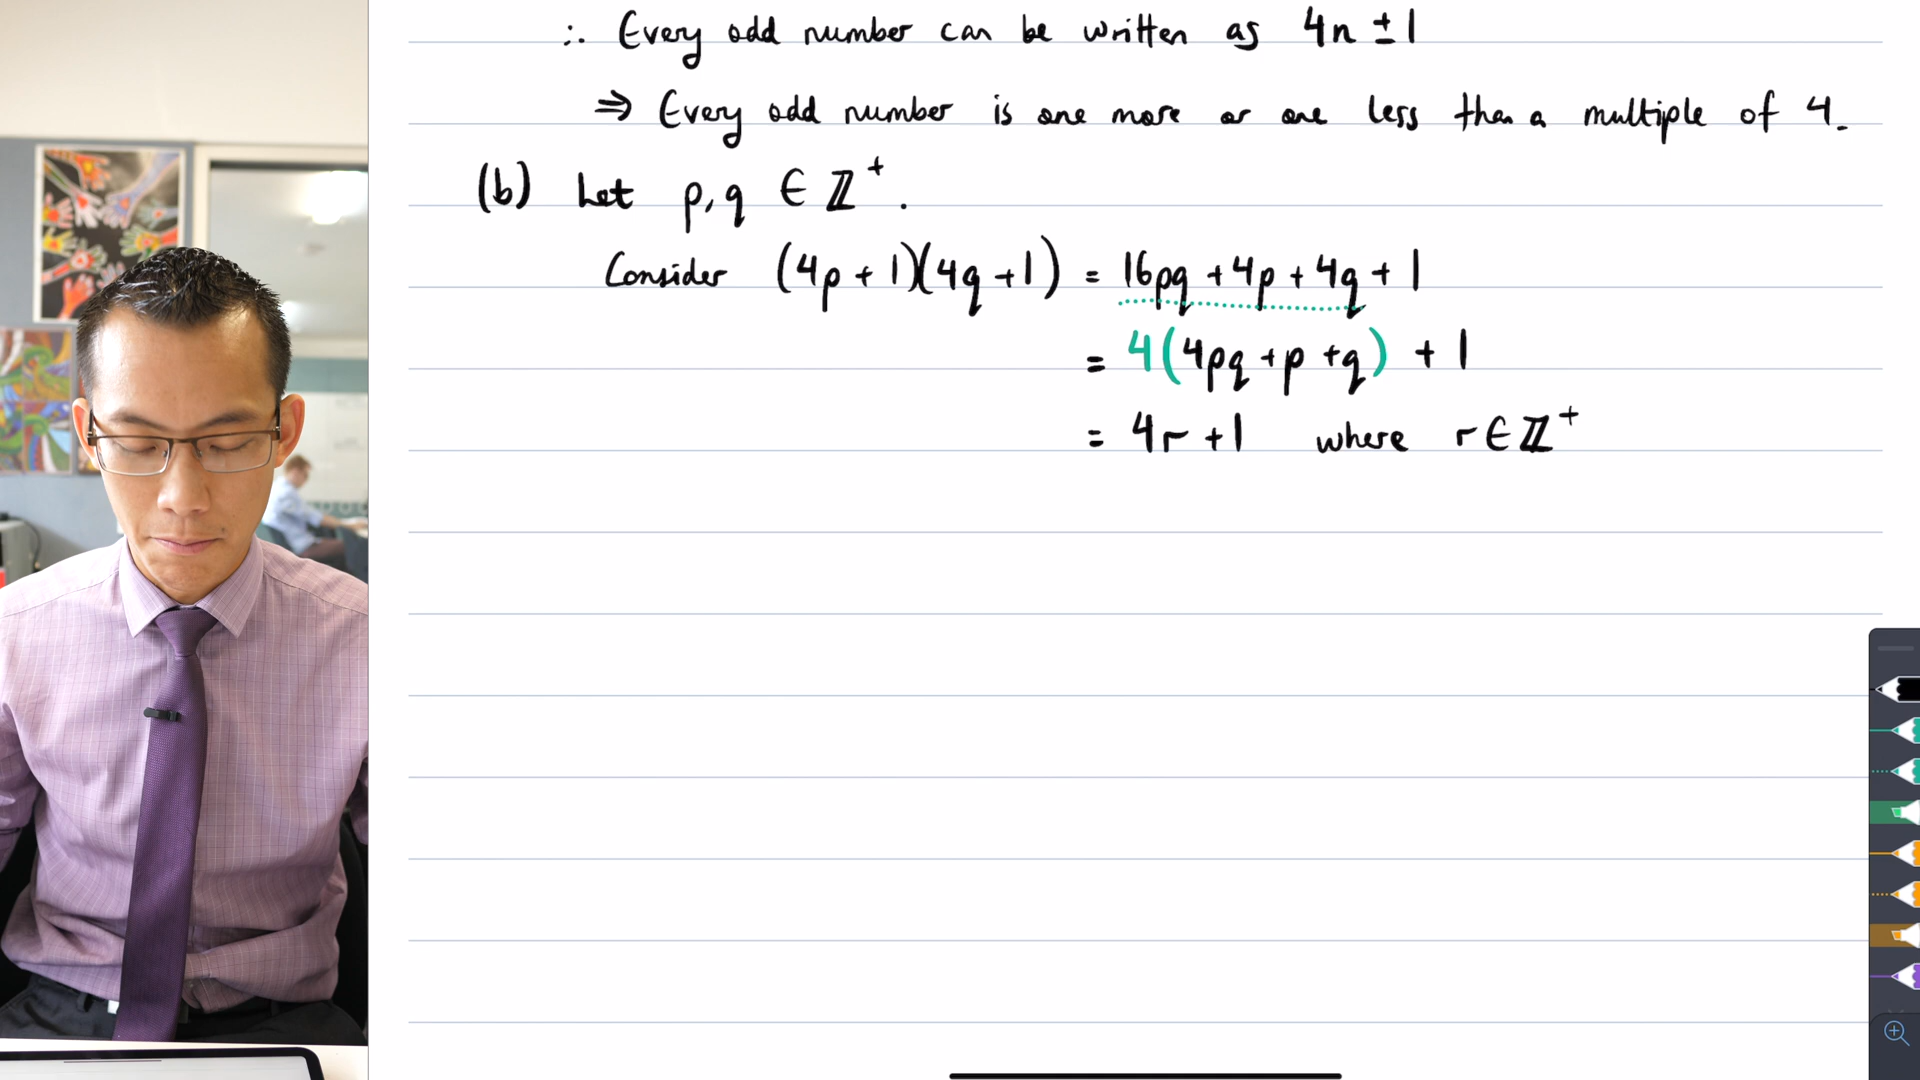 ∴ Every odd number can be written as 4n ± 1
⇒ Every odd number is one more or one less than a multiple of 4.
(b) Let p, q ∈ ℤ⁺.
Consider (4p + 1)(4q + 1) = 16pq + 4p + 4q + 1
= 4(4pq + p + q) + 1
= 4r + 1 where r ∈ ℤ⁺